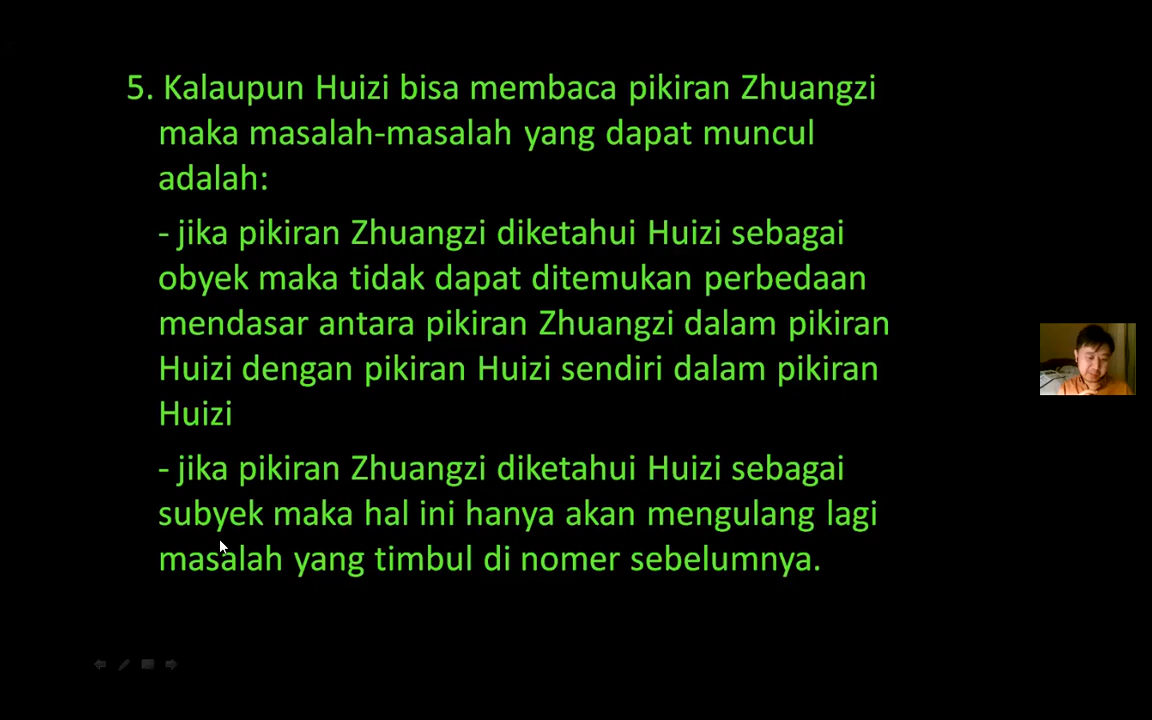 5. Kalaupun Huizi bisa membaca pikiran Zhuangzi
maka masalah-masalah yang dapat muncul
adalah:
- jika pikiran Zhuangzi diketahui Huizi sebagai
obyek maka tidak dapat ditemukan perbedaan
mendasar antara pikiran Zhuangzi dalam pikiran
Huizi dengan pikiran Huizi sendiri dalam pikiran
Huizi
- jika pikiran Zhuangzi diketahui Huizi sebagai
subyek maka hal ini hanya akan mengulang lagi
masalah yang timbul di nomer sebelumnya.